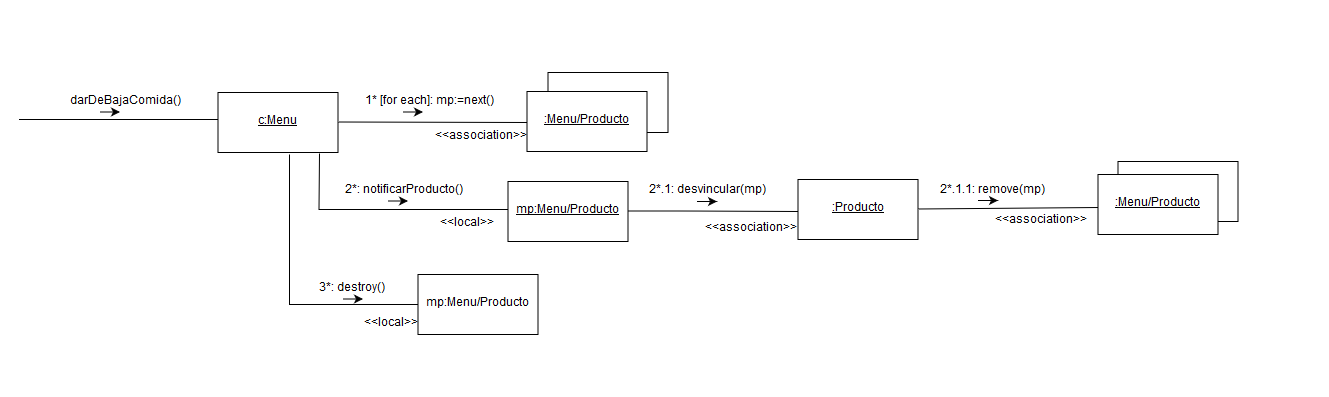 darDeBajaComida()
c:Menu
1* [for each]: mp:=next()
<<association>>
:Menu/Producto
2*: notificarProducto()
<<local>>
mp:Menu/Producto
2*.1: desvincular(mp)
<<association>>
:Producto
2*.1.1: remove(mp)
<<association>>
:Menu/Producto
3*: destroy()
<<local>>
mp:Menu/Producto